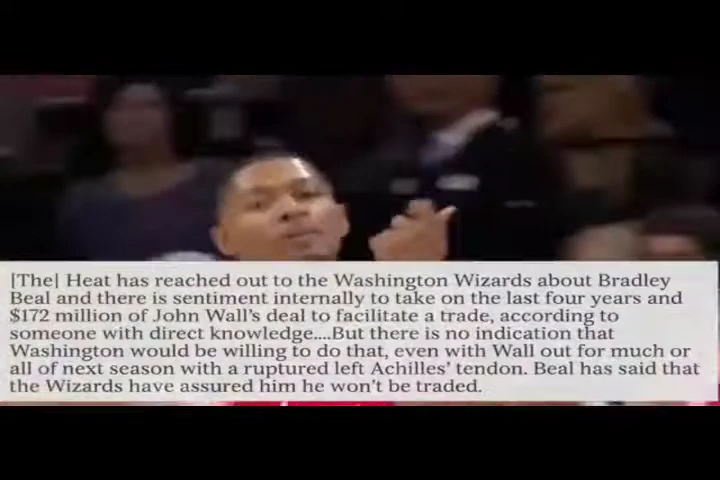 [The] Heat has reached out to the Washington Wizards about Bradley
Beal and there is sentiment internally to take on the last four years and
$172 million of John Wall's deal to facilitate a trade, according to
someone with direct knowledge....But there is no indication that
Washington would be willing to do that, even with Wall out for much or
all of next season with a ruptured left Achilles' tendon. Beal has said that
the Wizards have assured him he won't be traded.